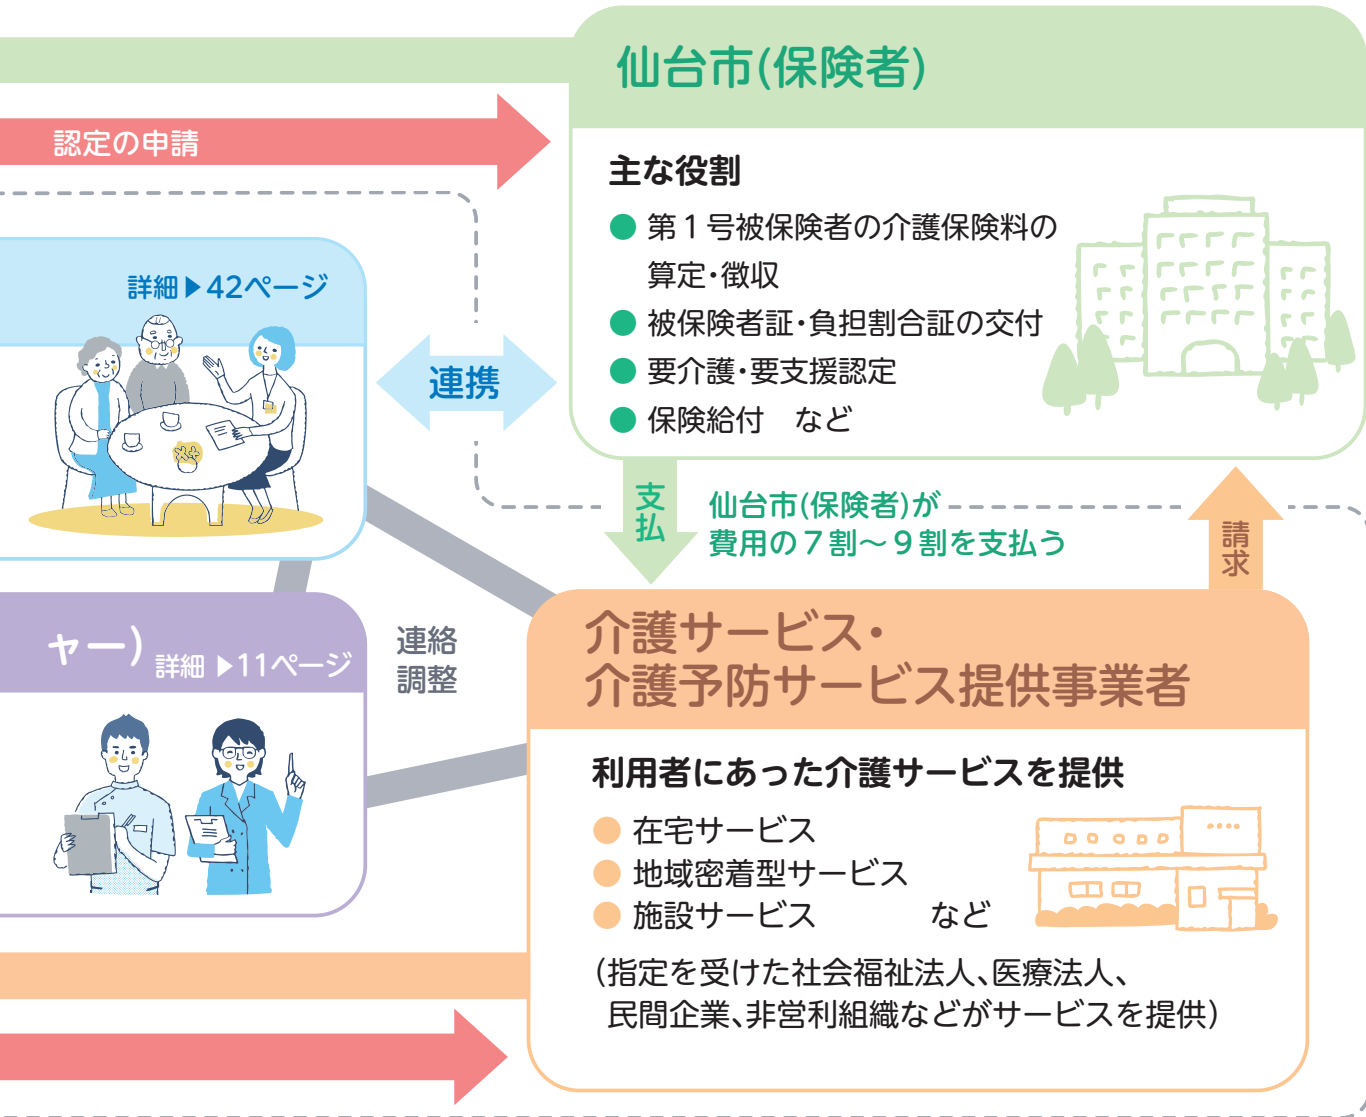 仙台市(保険者)
認定の申請
主な役割
● 第1号被保険者の介護保険料の
算定・徴収
● 被保険者証・負担割合証の交付
● 要介護・要支援認定
● 保険給付　など
詳細▶42ページ
連携
支払
仙台市(保険者)が
費用の7割～9割を支払う
請求
ャー)
詳細 ▶11ページ
連絡
調整
介護サービス・
介護予防サービス提供事業者
利用者にあった介護サービスを提供
● 在宅サービス
● 地域密着型サービス
● 施設サービス　　　　など
(指定を受けた社会福祉法人、医療法人、
民間企業、非営利組織などがサービスを提供)